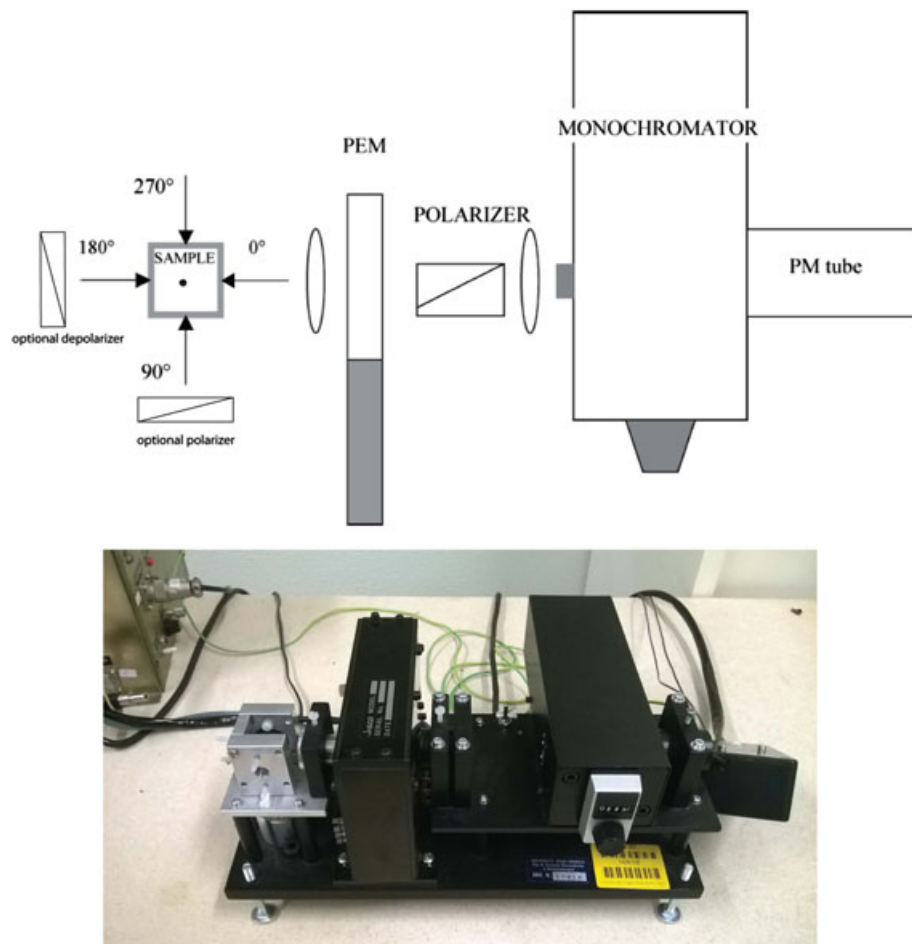 MONOCHROMATOR
PEM
270°
POLARIZER
180°
SAMPLE
0°
PM tube
optional depolarizer
90°
optional polarizer